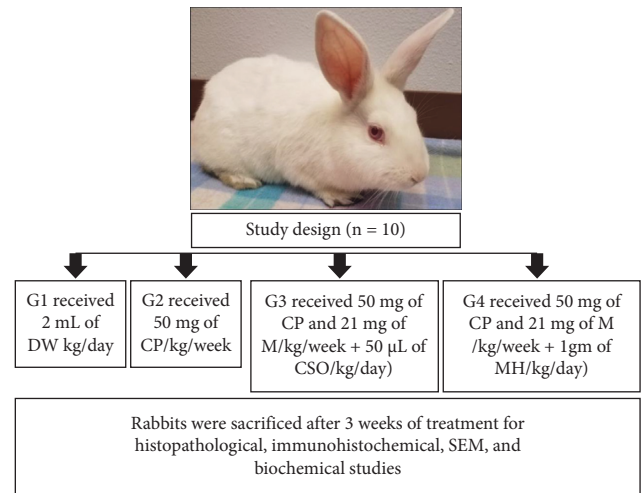 Study design (n = 10)
G1 received
2 mL of
DW kg/day
G2 received
50 mg of
CP/kg/week
G3 received 50 mg of
CP and 21 mg of
M/kg/week + 50 µL of
CSO/kg/day)
G4 received 50 mg of
CP and 21 mg of M
/kg/week + 1gm of
MH/kg/day)
Rabbits were sacrificed after 3 weeks of treatment for
histopathological, immunohistochemical, SEM, and
biochemical studies